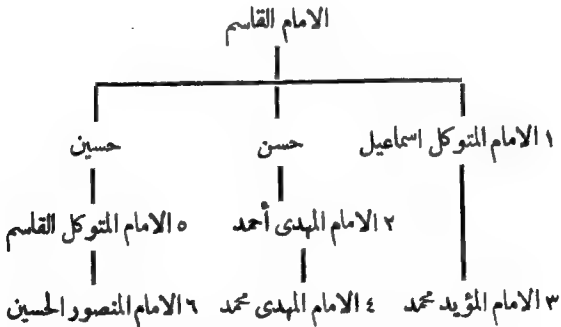 الامام القاسم
١ الامام المتوكل اسماعيل حسن حسين
٢ الامام المهدى أحمد ٥ الامام المتوكل القاسم
٣ الامام المؤيد محمد ٤ الامام المهدى محمد ٦ الامام المنصور الحسين